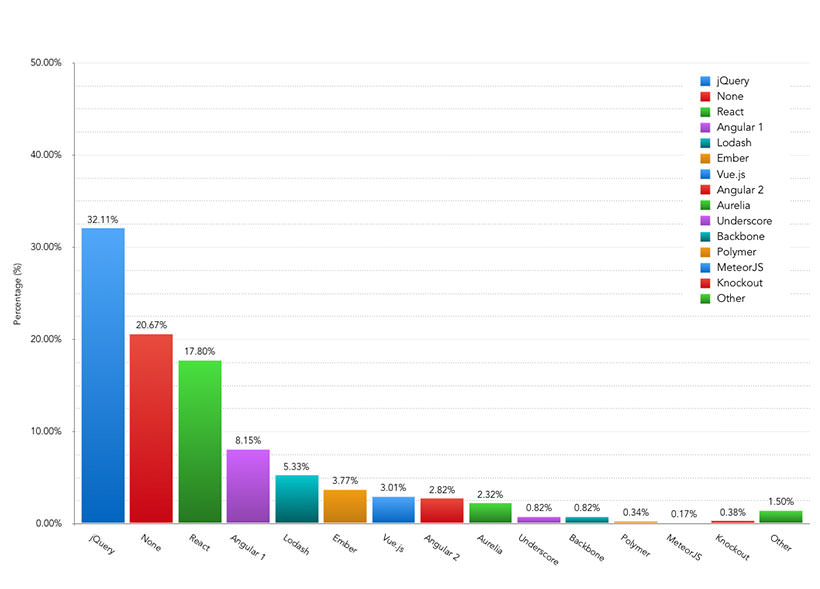 50.00%
40.00%
30.00%
20.00%
10.00%
0.00%
Percentage (%)
32.11%
20.67%
17.80%
8.15%
5.33%
3.77%
3.01%
2.82%
2.32%
0.82%
0.82%
0.34%
0.17%
0.38%
1.50%
jQuery
None
React
Angular 1
Lodash
Ember
Vue.js
Angular 2
Aurelia
Underscore
Backbone
Polymer
MeteorJS
Knockout
Other
jQuery
None
React
Angular 1
Lodash
Ember
Vue.js
Angular 2
Aurelia
Underscore
Backbone
Polymer
MeteorJS
Knockout
Other